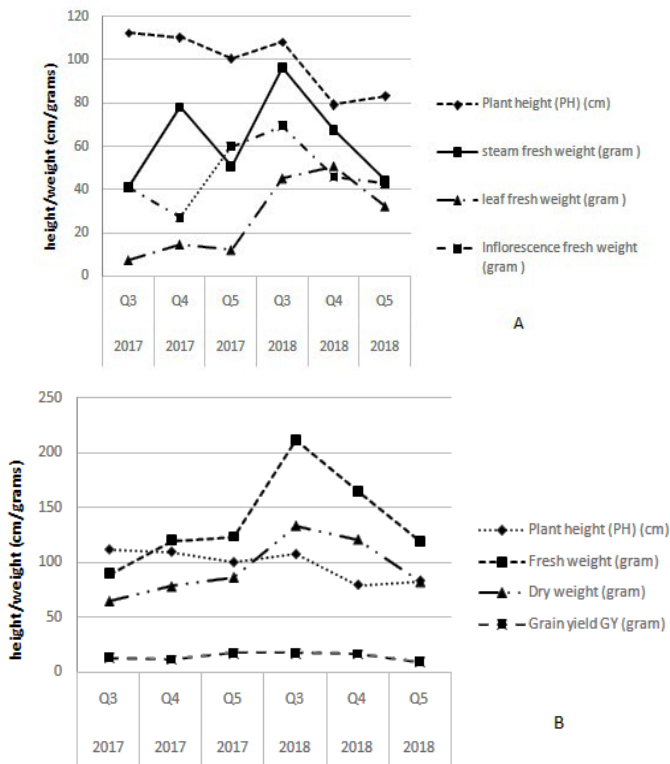 120
100
80
60
40
20
0
height/weight (cm/grams)
Q3 Q4 Q5 Q3 Q4 Q5
2017 2017 2017 2018 2018 2018
Plant height (PH) (cm)
steam fresh weight (gram )
leaf fresh weight (gram )
Inflorescence fresh weight
(gram )
A
250
200
150
100
50
0
height/weight (cm/grams)
Q3 Q4 Q5 Q3 Q4 Q5
2017 2017 2017 2018 2018 2018
Plant height (PH) (cm)
Fresh weight (gram)
Dry weight (gram)
Grain yield GY (gram)
B